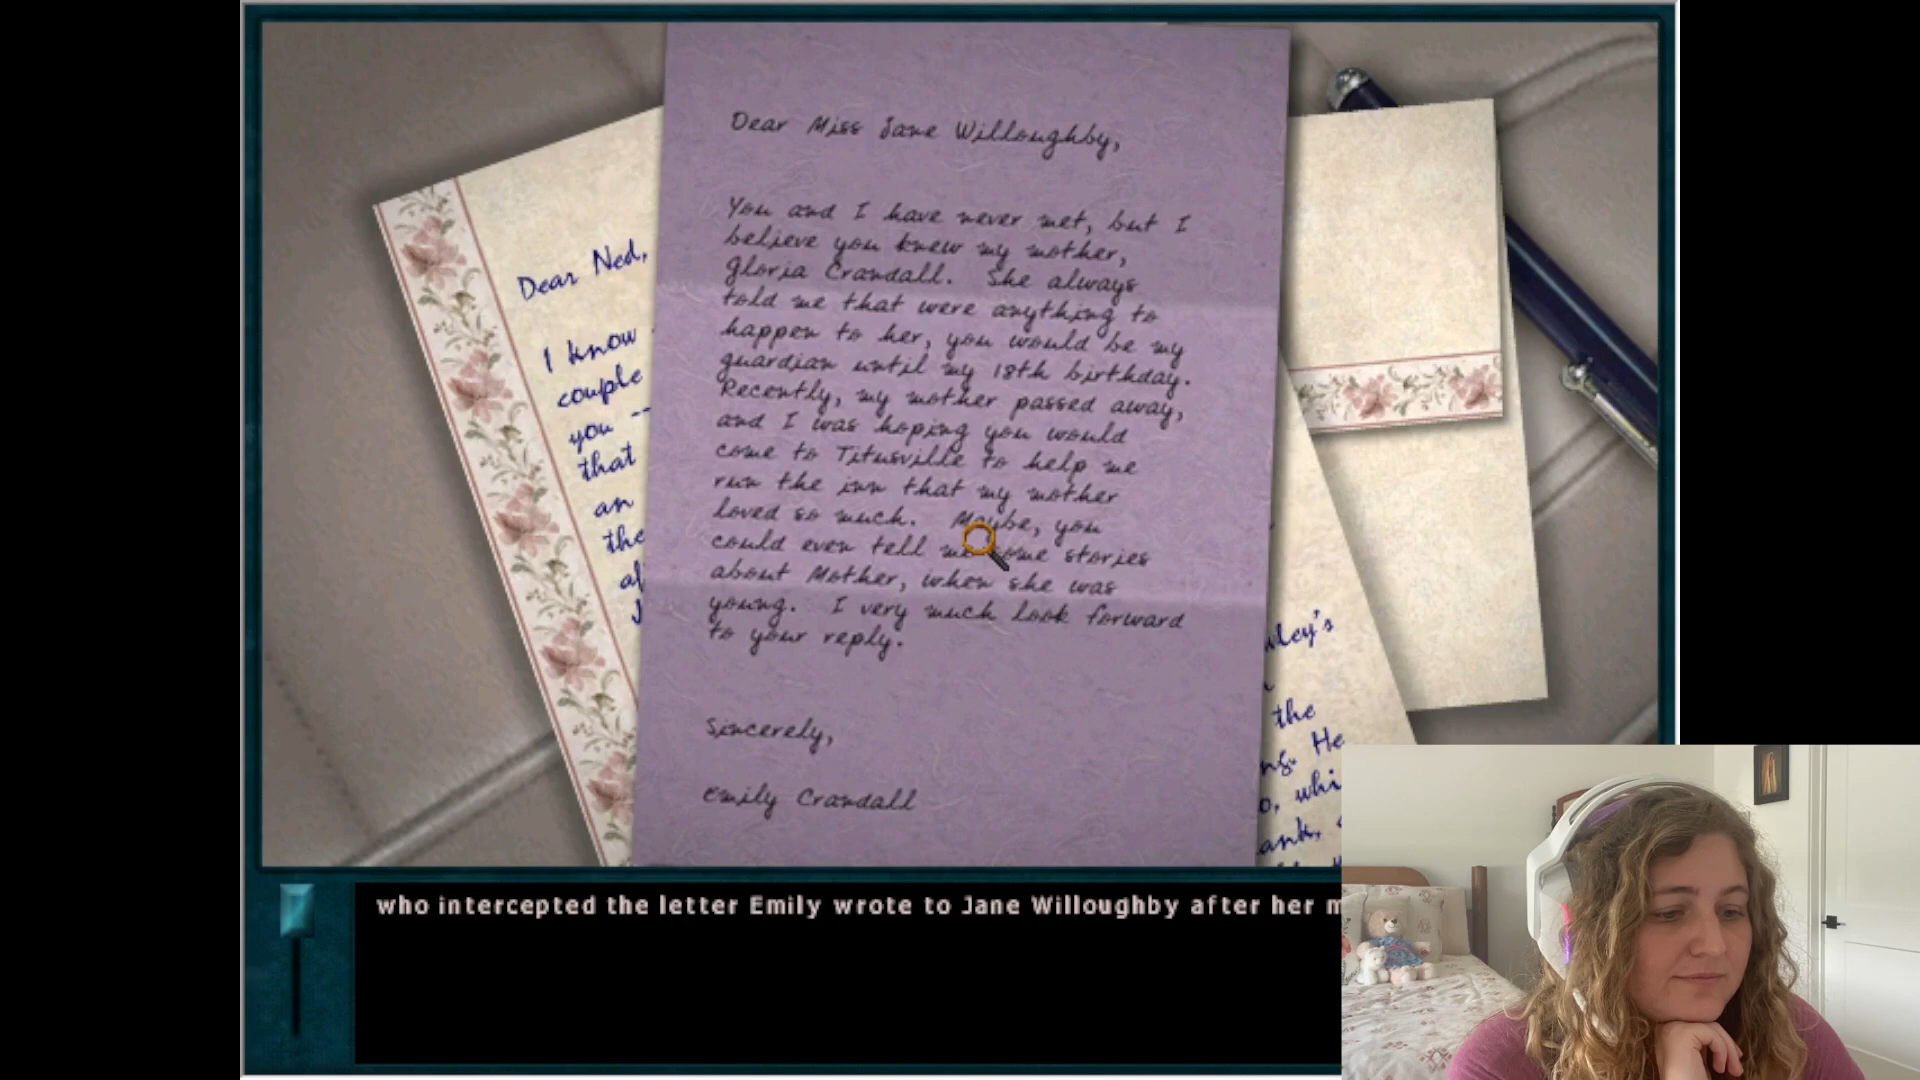 Dear Miss Jane Willoughby,
You and I have never met, but I
believe you knew my mother,
Gloria Crandall. She always
told me that were anything to
happen to her, you would be my
guardian until my 18th birthday.
Recently, my mother passed away,
and I was hoping you would
come to Titusville to help me
run the inn that my mother
loved so much. Maybe, you
could even tell me some stories
about Mother, when she was
young. I very much look forward
to your reply.
Sincerely,
Emily Crandall
Dear Ned,
I know
couple
you --
that
an
the
the
who intercepted the letter Emily wrote to Jane Willoughby after her m